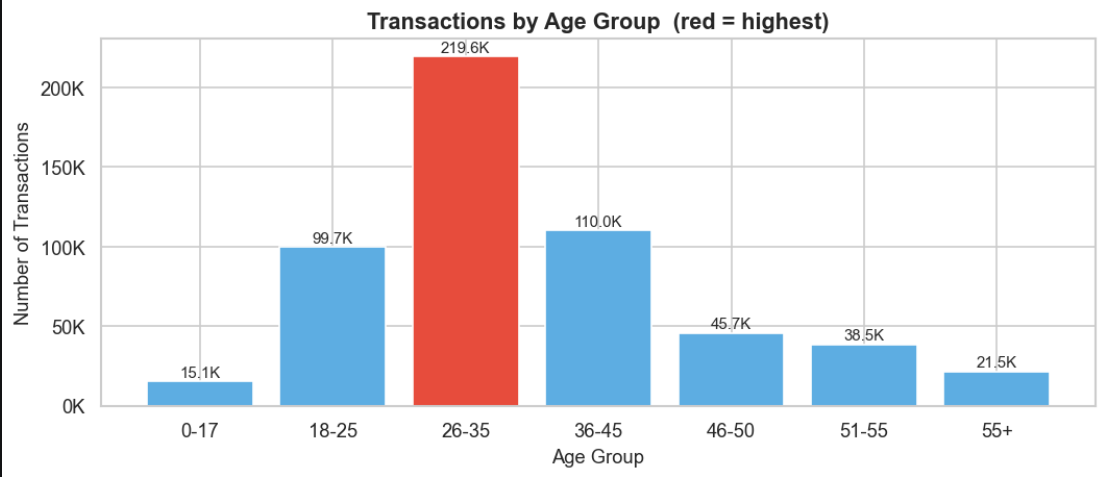 Transactions by Age Group  (red = highest)
Number of Transactions
200K
150K
100K
50K
0K
15.1K
99.7K
219.6K
110.0K
45.7K
38.5K
21.5K
0-17
18-25
26-35
36-45
46-50
51-55
55+
Age Group